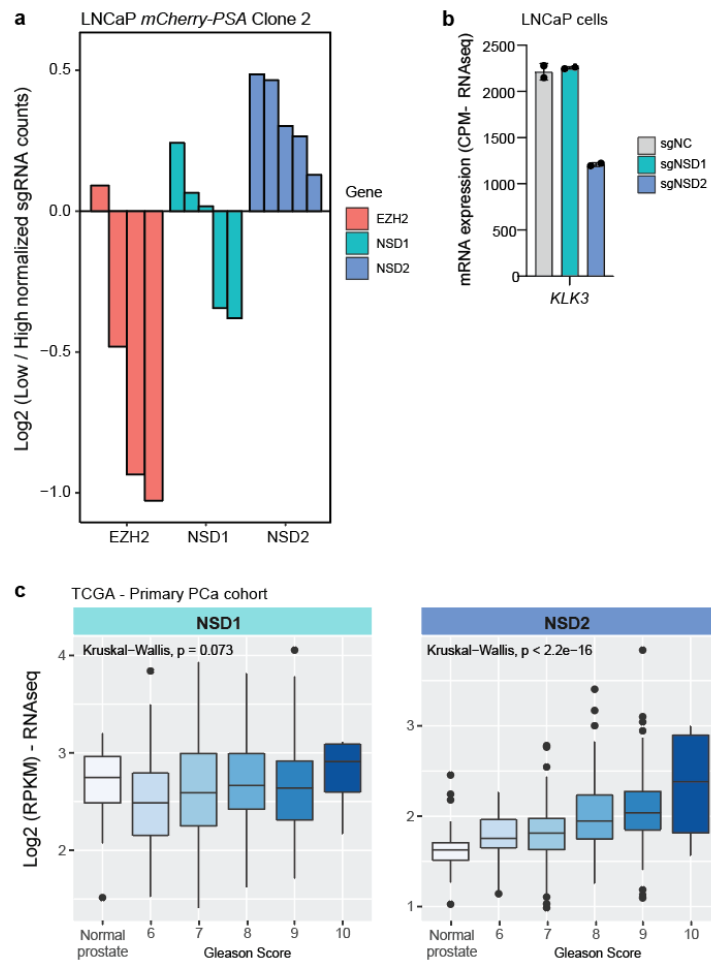 a
LNCaP mCherry-PSA Clone 2
Log2 (Low / High normalized sgRNA counts)
0.5
0.0
−0.5
−1.0
EZH2 NSD1 NSD2
Gene
EZH2
NSD1
NSD2
b
LNCaP cells
mRNA expression (CPM- RNAseq)
2500
2000
1500
1000
500
0
KLK3
sgNC
sgNSD1
sgNSD2
c
TCGA - Primary PCa cohort
NSD1
Kruskal−Wallis, p = 0.073
Log2 (RPKM) - RNAseq
4
3
2
Normal prostate 6 7 8 9 10
Gleason Score
NSD2
Kruskal−Wallis, p < 2.2e−16
3
2
1
Normal prostate 6 7 8 9 10
Gleason Score